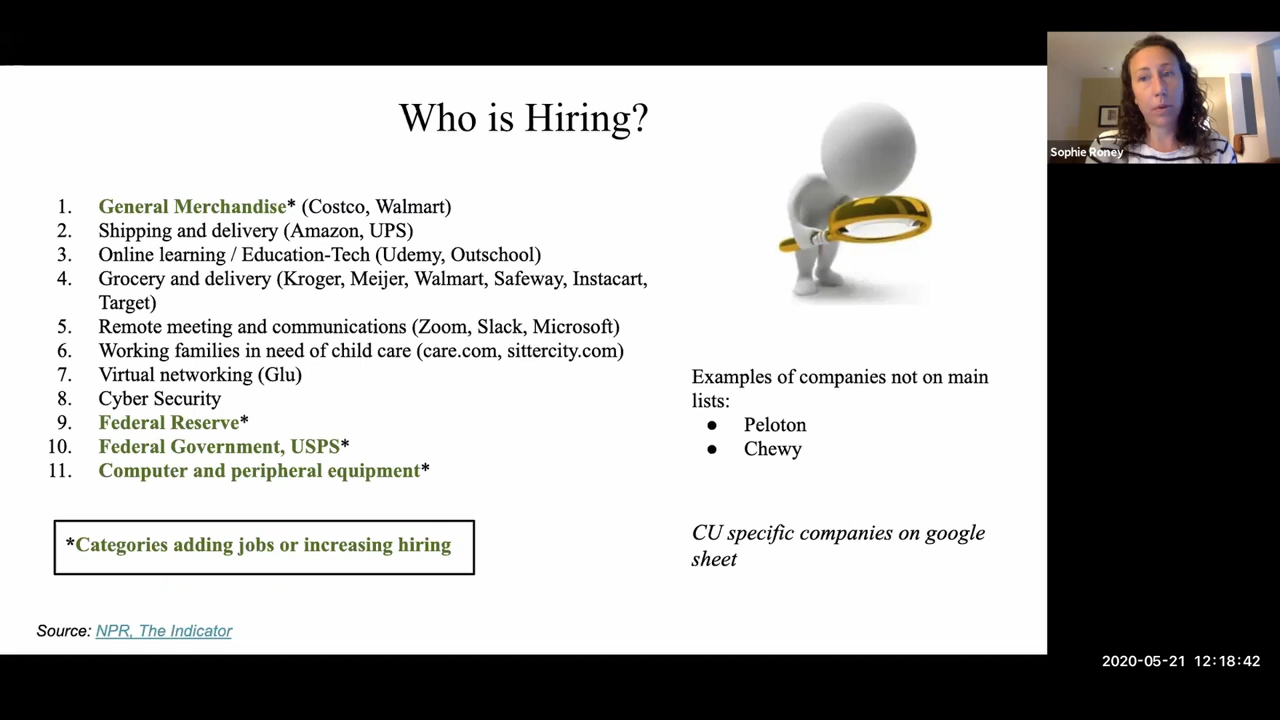 Who is Hiring?
1. General Merchandise* (Costco, Walmart)
2. Shipping and delivery (Amazon, UPS)
3. Online learning / Education-Tech (Udemy, Outschool)
4. Grocery and delivery (Kroger, Meijer, Walmart, Safeway, Instacart,
Target)
5. Remote meeting and communications (Zoom, Slack, Microsoft)
6. Working families in need of child care (care.com, sittercity.com)
7. Virtual networking (Glu)
8. Cyber Security
9. Federal Reserve*
10. Federal Government, USPS*
11. Computer and peripheral equipment*
*Categories adding jobs or increasing hiring
Source: NPR, The Indicator
Examples of companies not on main
lists:
● Peloton
● Chewy
CU specific companies on google
sheet
Sophie Roney
2020-05-21 12:18:42